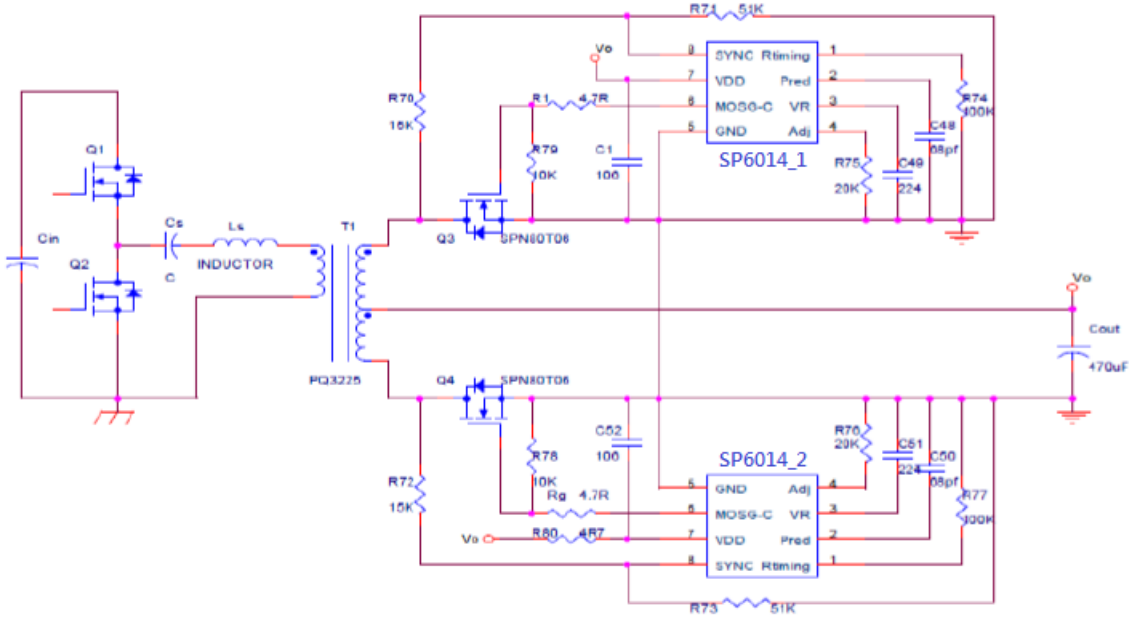 R71 51K
Vo
8 SYNC Rtiming 1
7 VDD Pred 2
6 MOSG-C VR 3
5 GND Adj 4
SP6014_1
R70
15K
R1 4.7R
R79
10K
C1
106
R74
400K
C48
68pf
C49
224
R75
20K
Q1
Q2
Cin
Cs
C
Ls
INDUCTOR
T1
PQ3225
Q3 SPN80T06
Vo
Cout
470uF
Q4 SPN80T06
R72
15K
R78
10K
Rg 4.7R
Vo R80 4R7
C52
106
SP6014_2
5 GND Adj 4
6 MOSG-C VR 3
7 VDD Pred 2
8 SYNC Rtiming 1
R76
20K
C51
224
C50
68pf
R77
400K
R73 51K